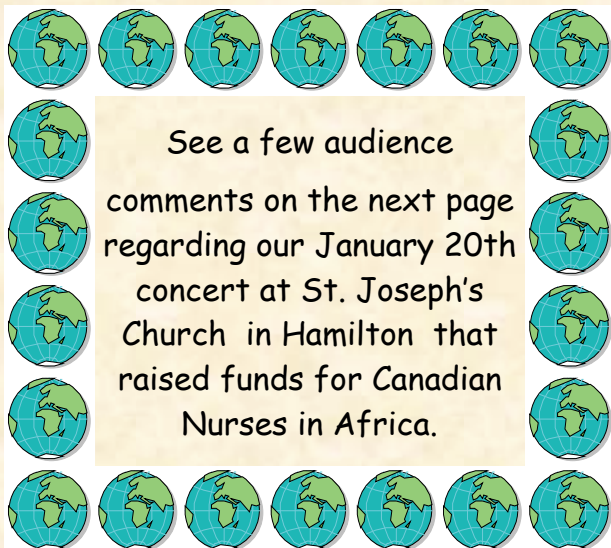 See a few audience
comments on the next page
regarding our January 20th
concert at St. Joseph's
Church in Hamilton that
raised funds for Canadian
Nurses in Africa.